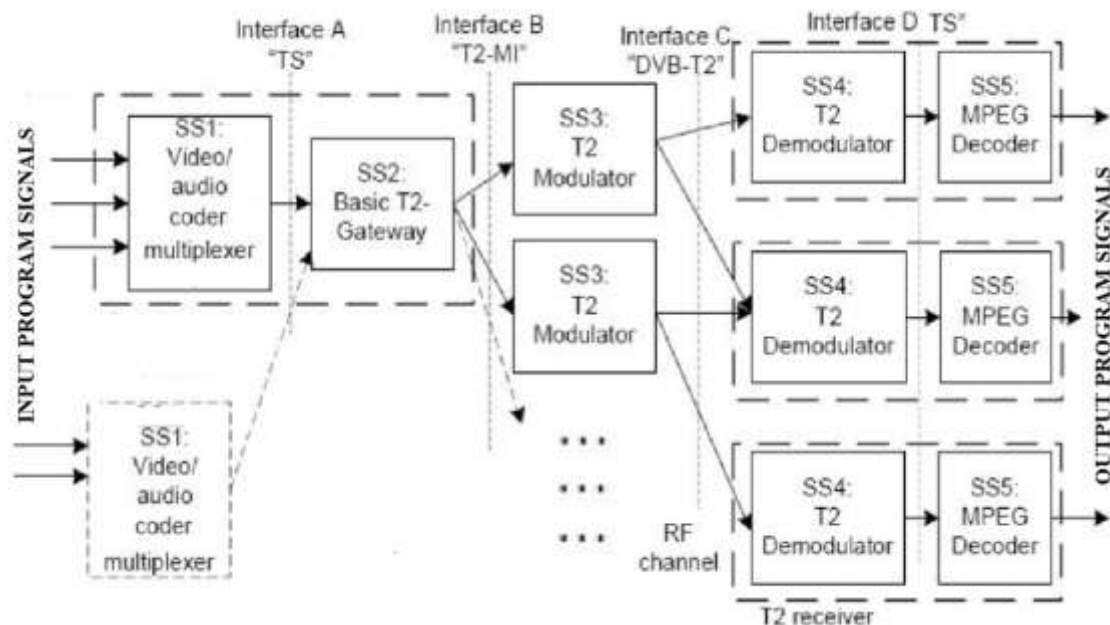 Interface A
"TS"
Interface B
"T2-MI"
Interface C
"DVB-T2"
Interface D TS"
INPUT PROGRAM SIGNALS
SS1:
Video/
audio
coder
multiplexer
SS2:
Basic T2-
Gateway
SS3:
T2
Modulator
SS4:
T2
Demodulator
SS5:
MPEG
Decoder
SS3:
T2
Modulator
SS4:
T2
Demodulator
SS5:
MPEG
Decoder
SS1:
Video/
audio
coder
multiplexer
RF
channel
SS4:
T2
Demodulator
SS5:
MPEG
Decoder
T2 receiver
OUTPUT PROGRAM SIGNALS